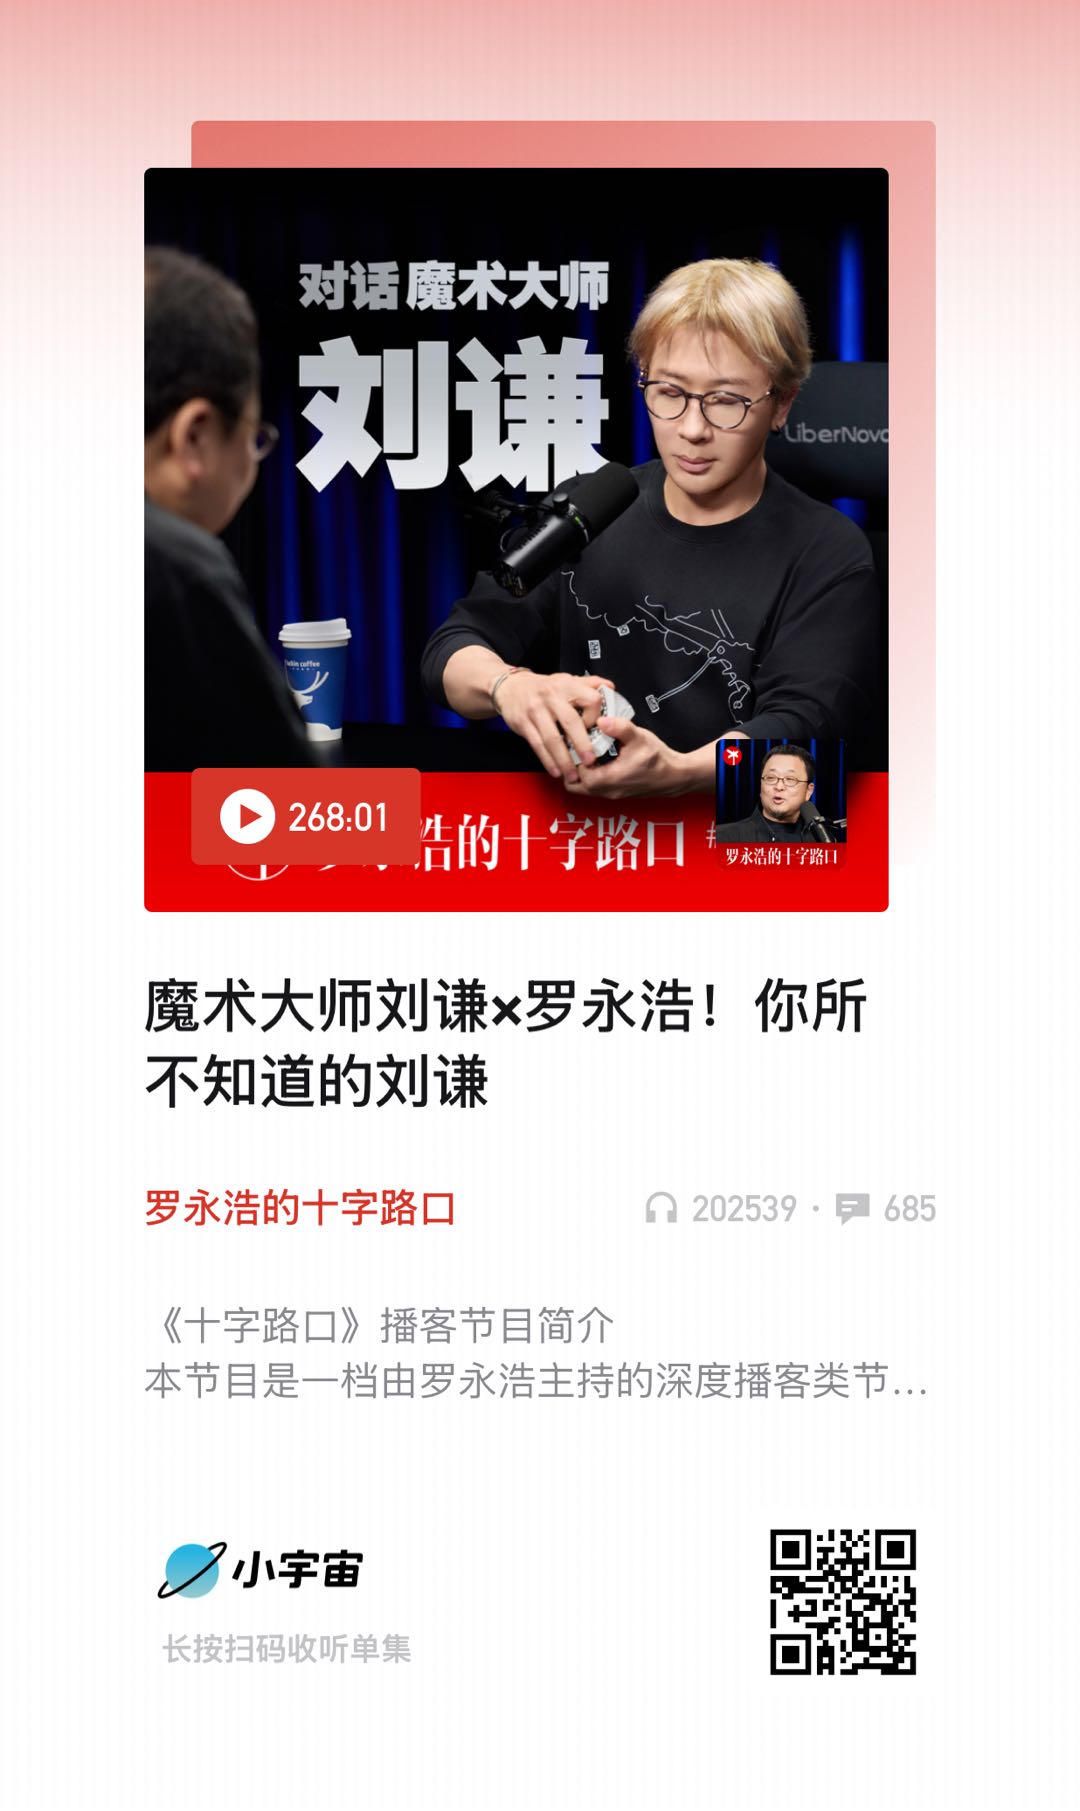 对话 魔术大师
刘谦
LiberNovo
luckin coffee
268:01
浩的十字路口 #
罗永浩的十字路口
魔术大师刘谦×罗永浩！你所
不知道的刘谦
罗永浩的十字路口
202539 · 685
《十字路口》播客节目简介
本节目是一档由罗永浩主持的深度播客类节...
小宇宙
长按扫码收听单集